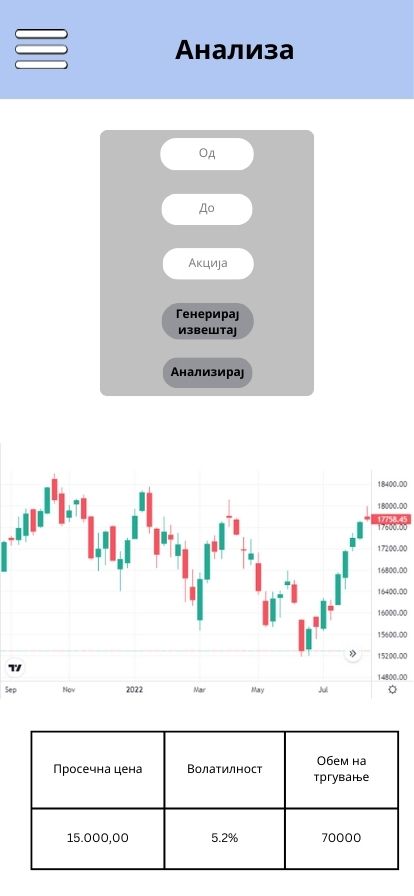 Анализа
Од
До
Акција
Генерирај
извештај
Анализирај
18400.00
18000.00
17758.45
17600.00
17200.00
16800.00
16400.00
16000.00
15600.00
15200.00
14800.00
Sep
Nov
2022
Mar
May
Jul
Просечна цена
Волатилност
Обем на
тргување
15.000,00
5.2%
70000